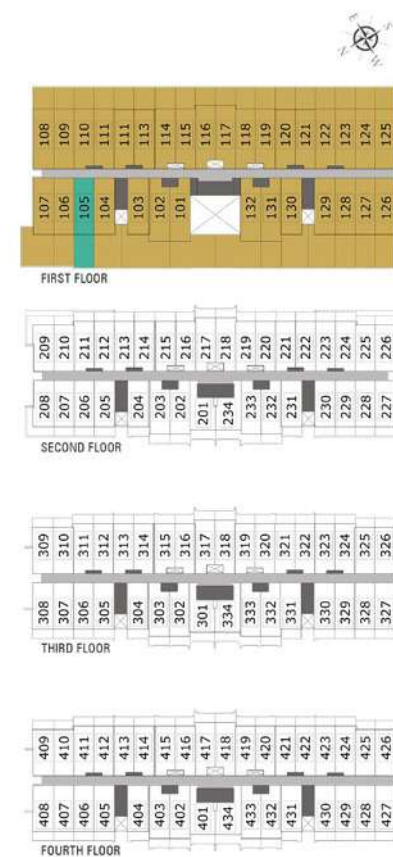 E
S
N
W
108 109 110 111 111 113 114 115 116 117 118 119 120 121 122 123 124 125
107 106 105 104 103 102 101 132 131 130 129 128 127 126
FIRST FLOOR
209 210 211 212 213 214 215 216 217 218 219 220 221 222 223 224 225 226
208 207 206 205 204 203 202 201 234 233 232 231 230 229 228 227
SECOND FLOOR
309 310 311 312 313 314 315 316 317 318 319 320 321 322 323 324 325 326
308 307 306 305 304 303 302 301 334 333 332 331 330 329 328 327
THIRD FLOOR
409 410 411 412 413 414 415 416 417 418 419 420 421 422 423 424 425 426
408 407 406 405 404 403 402 401 434 433 432 431 430 429 428 427
FOURTH FLOOR